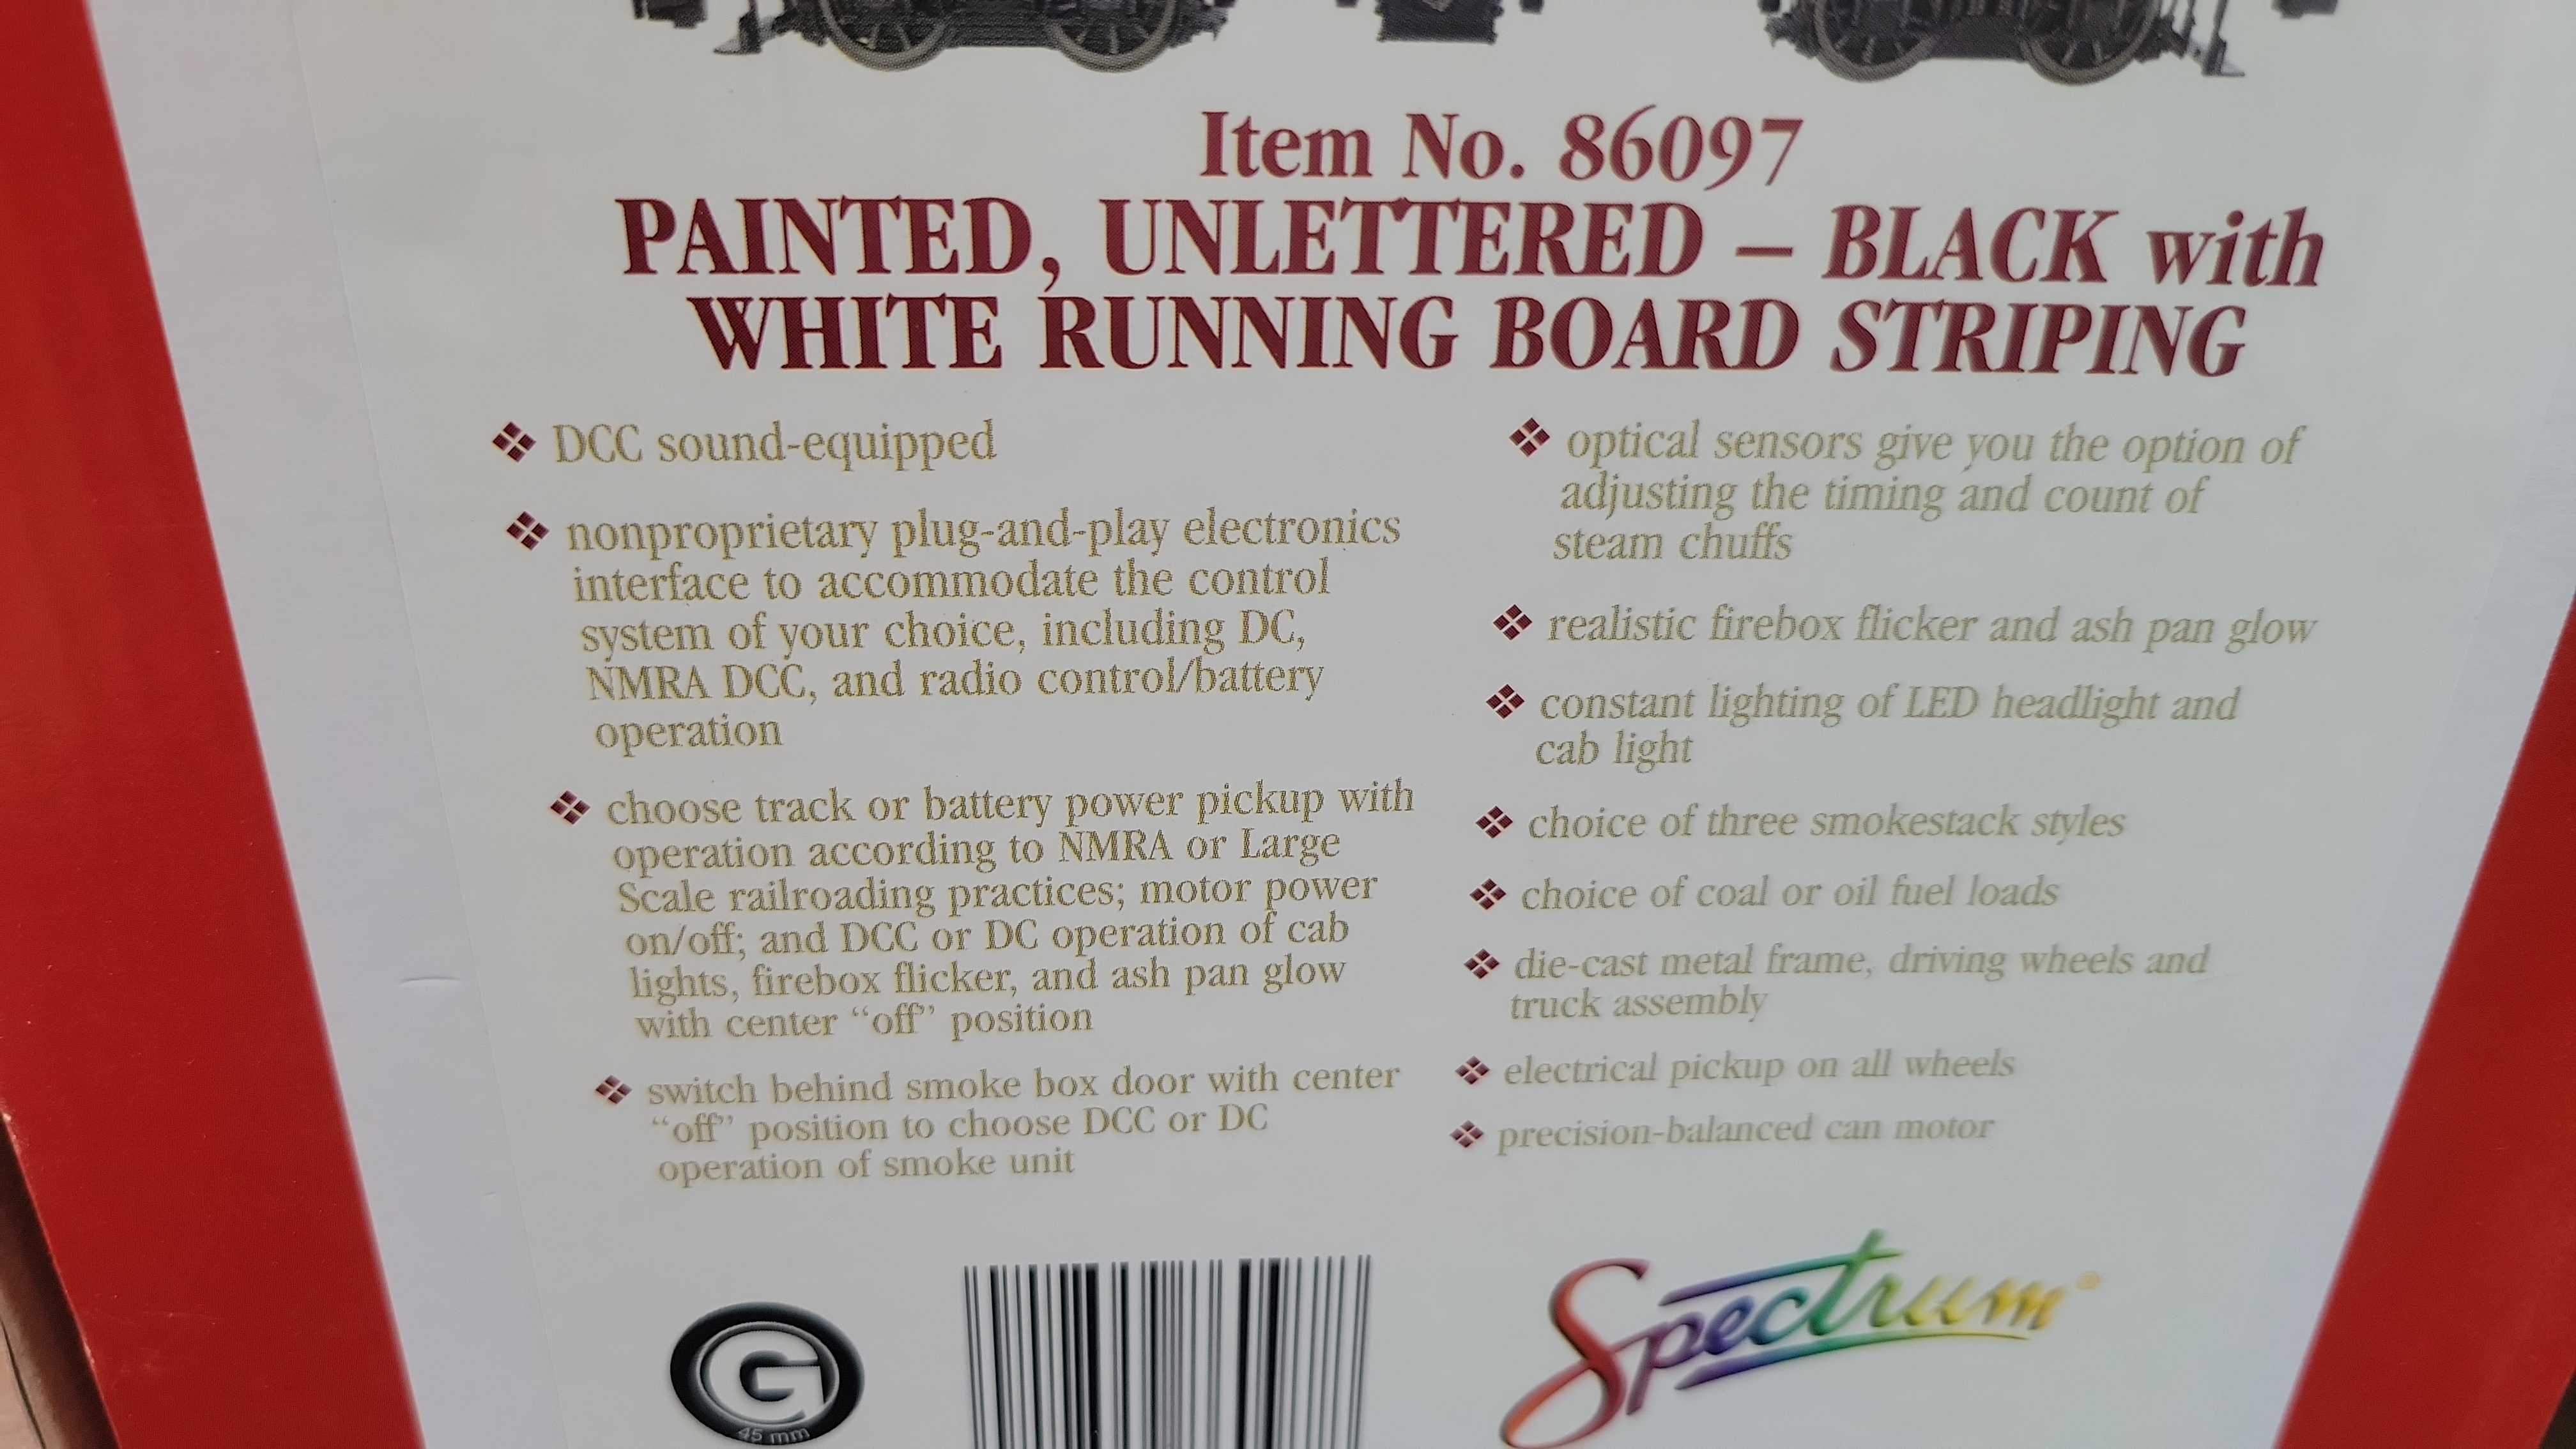 Item No. 86097
PAINTED, UNLETTERED – BLACK with
WHITE RUNNING BOARD STRIPING
DCC sound-equipped
nonproprietary plug-and-play electronics
interface to accommodate the control
system of your choice, including DC,
NMRA DCC, and radio control/battery
operation
choose track or battery power pickup with
operation according to NMRA or Large
Scale railroading practices; motor power
on/off; and DCC or DC operation of cab
lights, firebox flicker, and ash pan glow
with center “off” position
switch behind smoke box door with center
“off” position to choose DCC or DC
operation of smoke unit
optical sensors give you the option of
adjusting the timing and count of
steam chuffs
realistic firebox flicker and ash pan glow
constant lighting of LED headlight and
cab light
choice of three smokestack styles
choice of coal or oil fuel loads
die-cast metal frame, driving wheels and
truck assembly
electrical pickup on all wheels
precision-balanced can motor
G
45 mm
Spectrum®